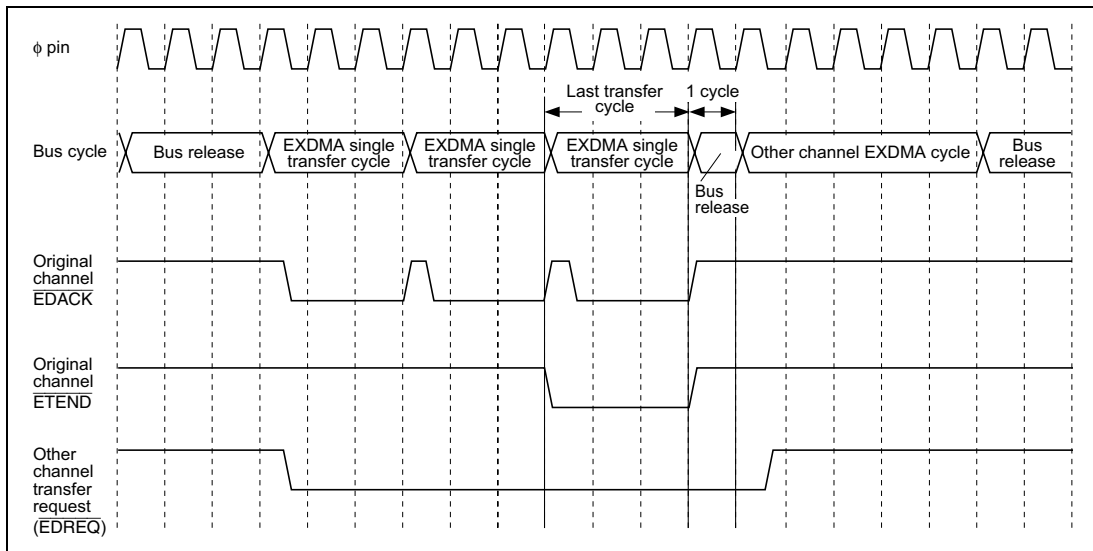 φ pin
Last transfer
cycle
1 cycle
Bus cycle
Bus release
EXDMA single
transfer cycle
EXDMA single
transfer cycle
EXDMA single
transfer cycle
Bus
release
Other channel EXDMA cycle
Bus
release
Original
channel
EDACK
Original
channel
ETEND
Other
channel
transfer
request
(EDREQ)